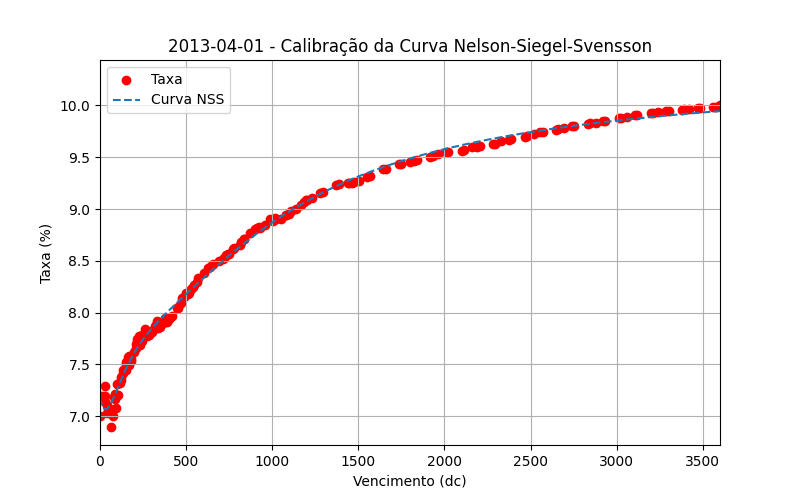 2013-04-01 - Calibração da Curva Nelson-Siegel-Svensson
Taxa
Curva NSS
Taxa (%)
10.0
9.5
9.0
8.5
8.0
7.5
7.0
0 500 1000 1500 2000 2500 3000 3500
Vencimento (dc)